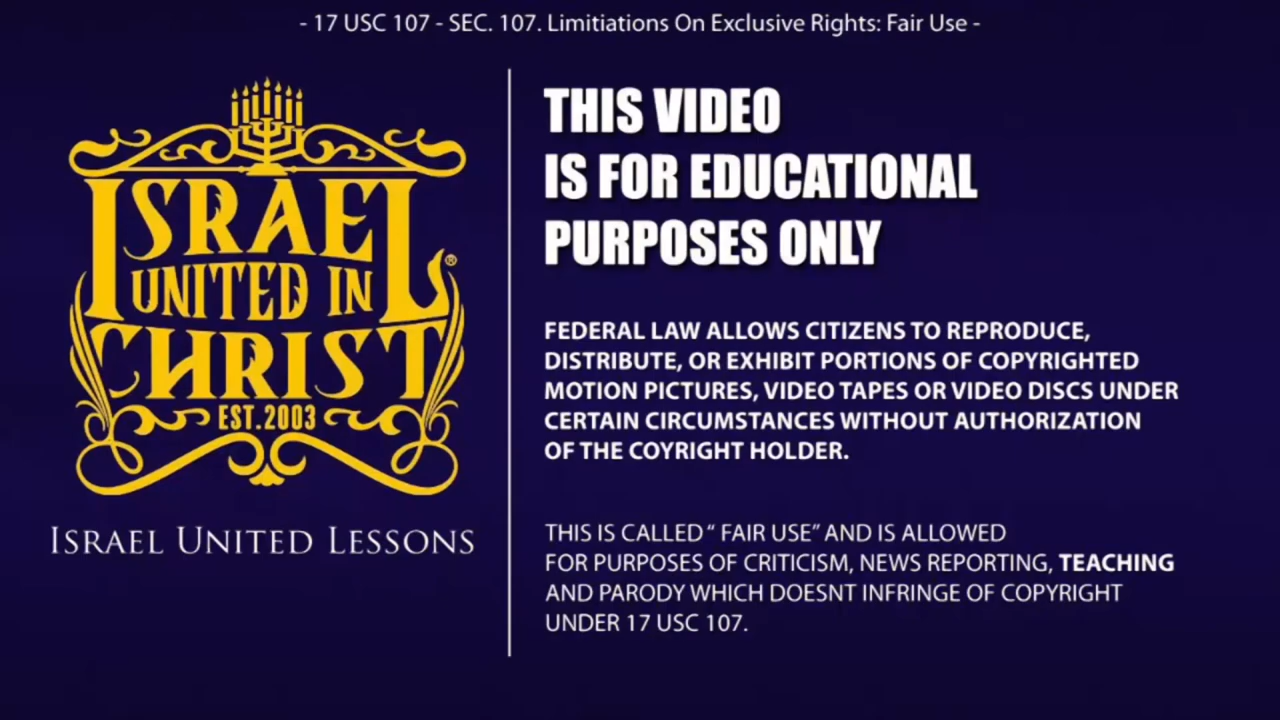 - 17 USC 107 - SEC. 107. Limitiations On Exclusive Rights: Fair Use -
ISRAEL
UNITED IN
CHRIST
®
EST.2003
ISRAEL UNITED LESSONS
THIS VIDEO
IS FOR EDUCATIONAL
PURPOSES ONLY
FEDERAL LAW ALLOWS CITIZENS TO REPRODUCE,
DISTRIBUTE, OR EXHIBIT PORTIONS OF COPYRIGHTED
MOTION PICTURES, VIDEO TAPES OR VIDEO DISCS UNDER
CERTAIN CIRCUMSTANCES WITHOUT AUTHORIZATION
OF THE COYRIGHT HOLDER.
THIS IS CALLED “ FAIR USE” AND IS ALLOWED
FOR PURPOSES OF CRITICISM, NEWS REPORTING, TEACHING
AND PARODY WHICH DOESNT INFRINGE OF COPYRIGHT
UNDER 17 USC 107.